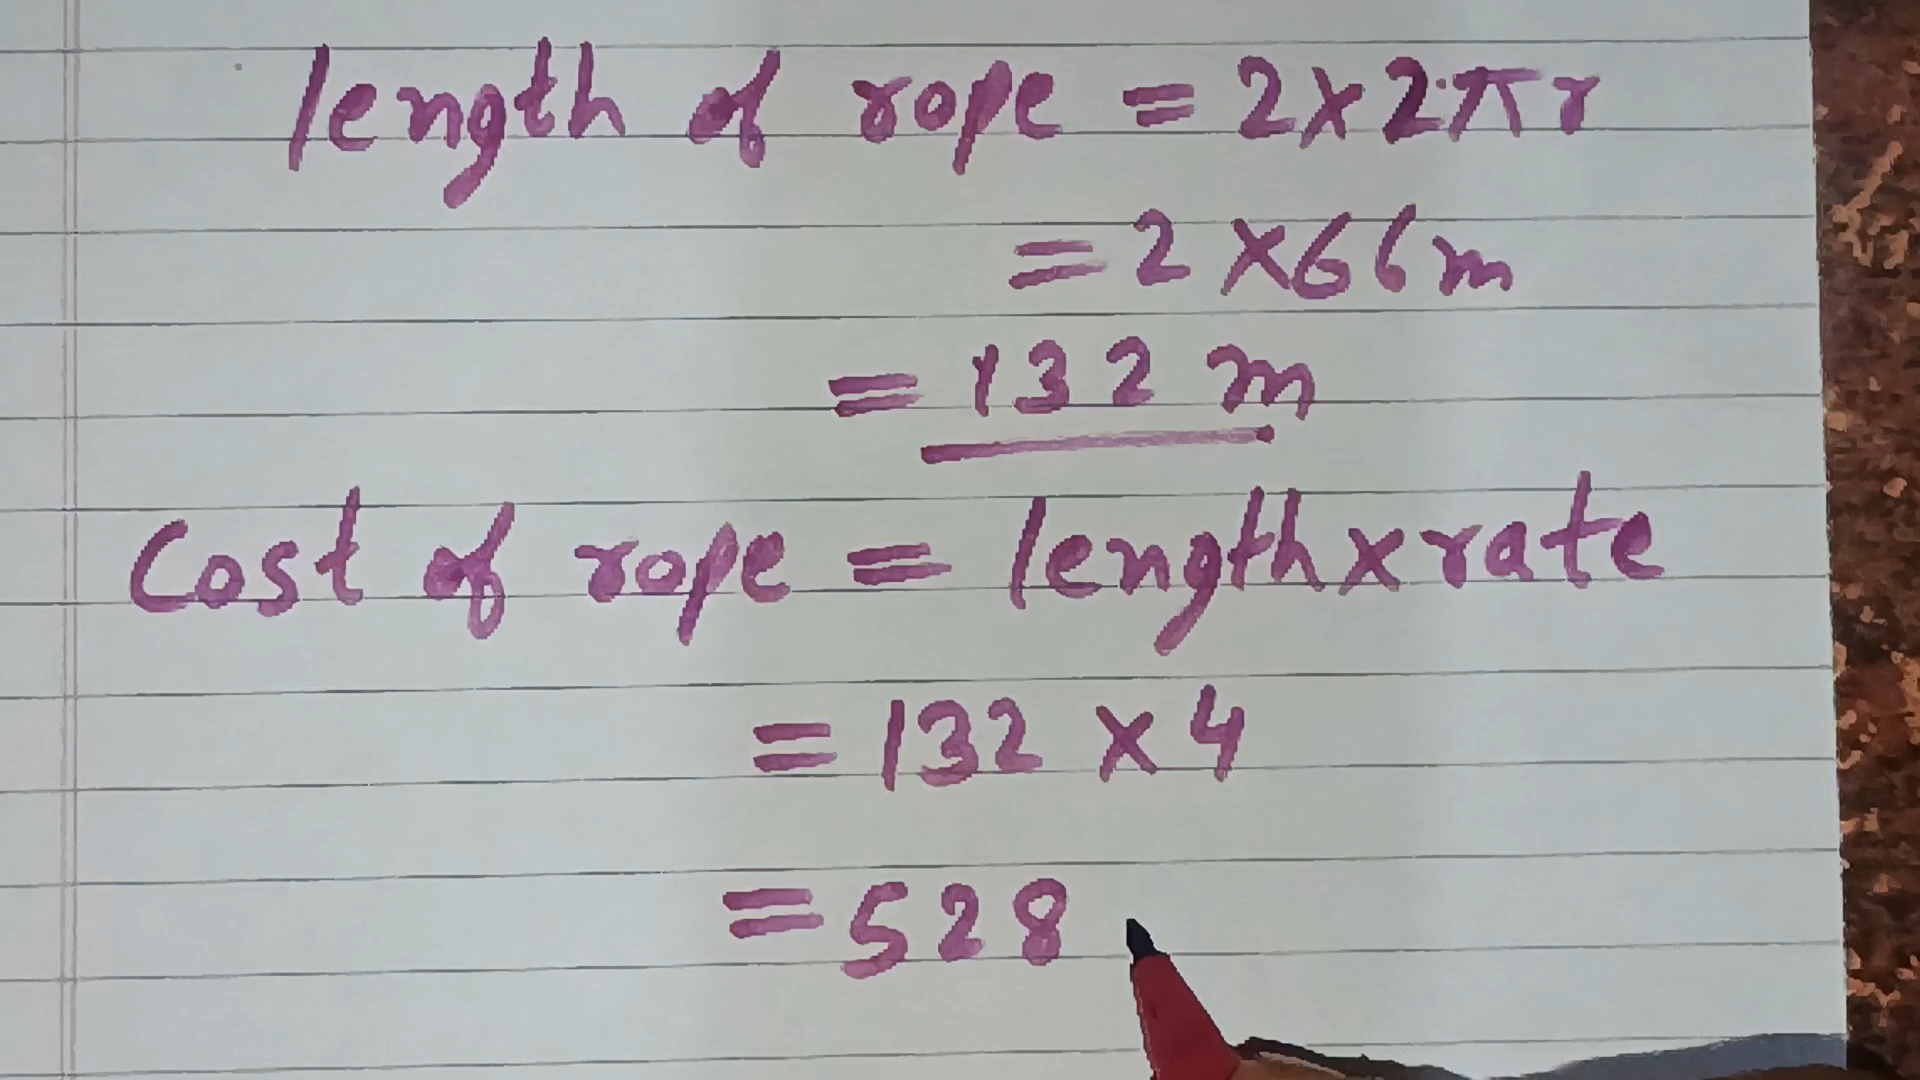 length of rope = 2×2πr
= 2×66m
= 132 m
Cost of rope = length×rate
= 132 × 4
= 528